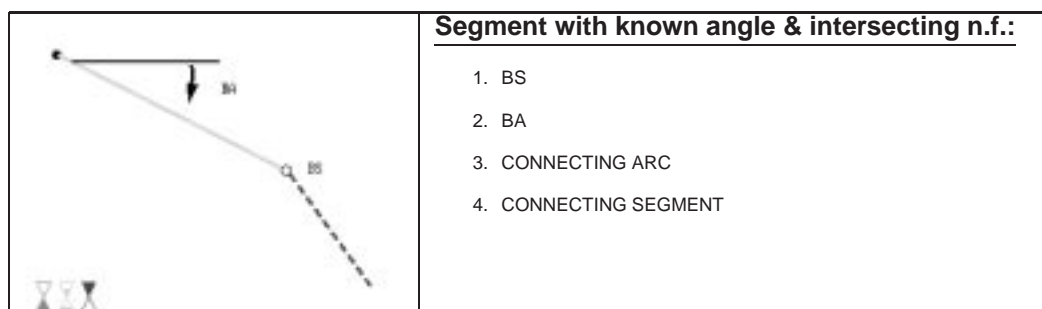 Segment with known angle & intersecting n.f.:
BA
BS
1. BS
2. BA
3. CONNECTING ARC
4. CONNECTING SEGMENT